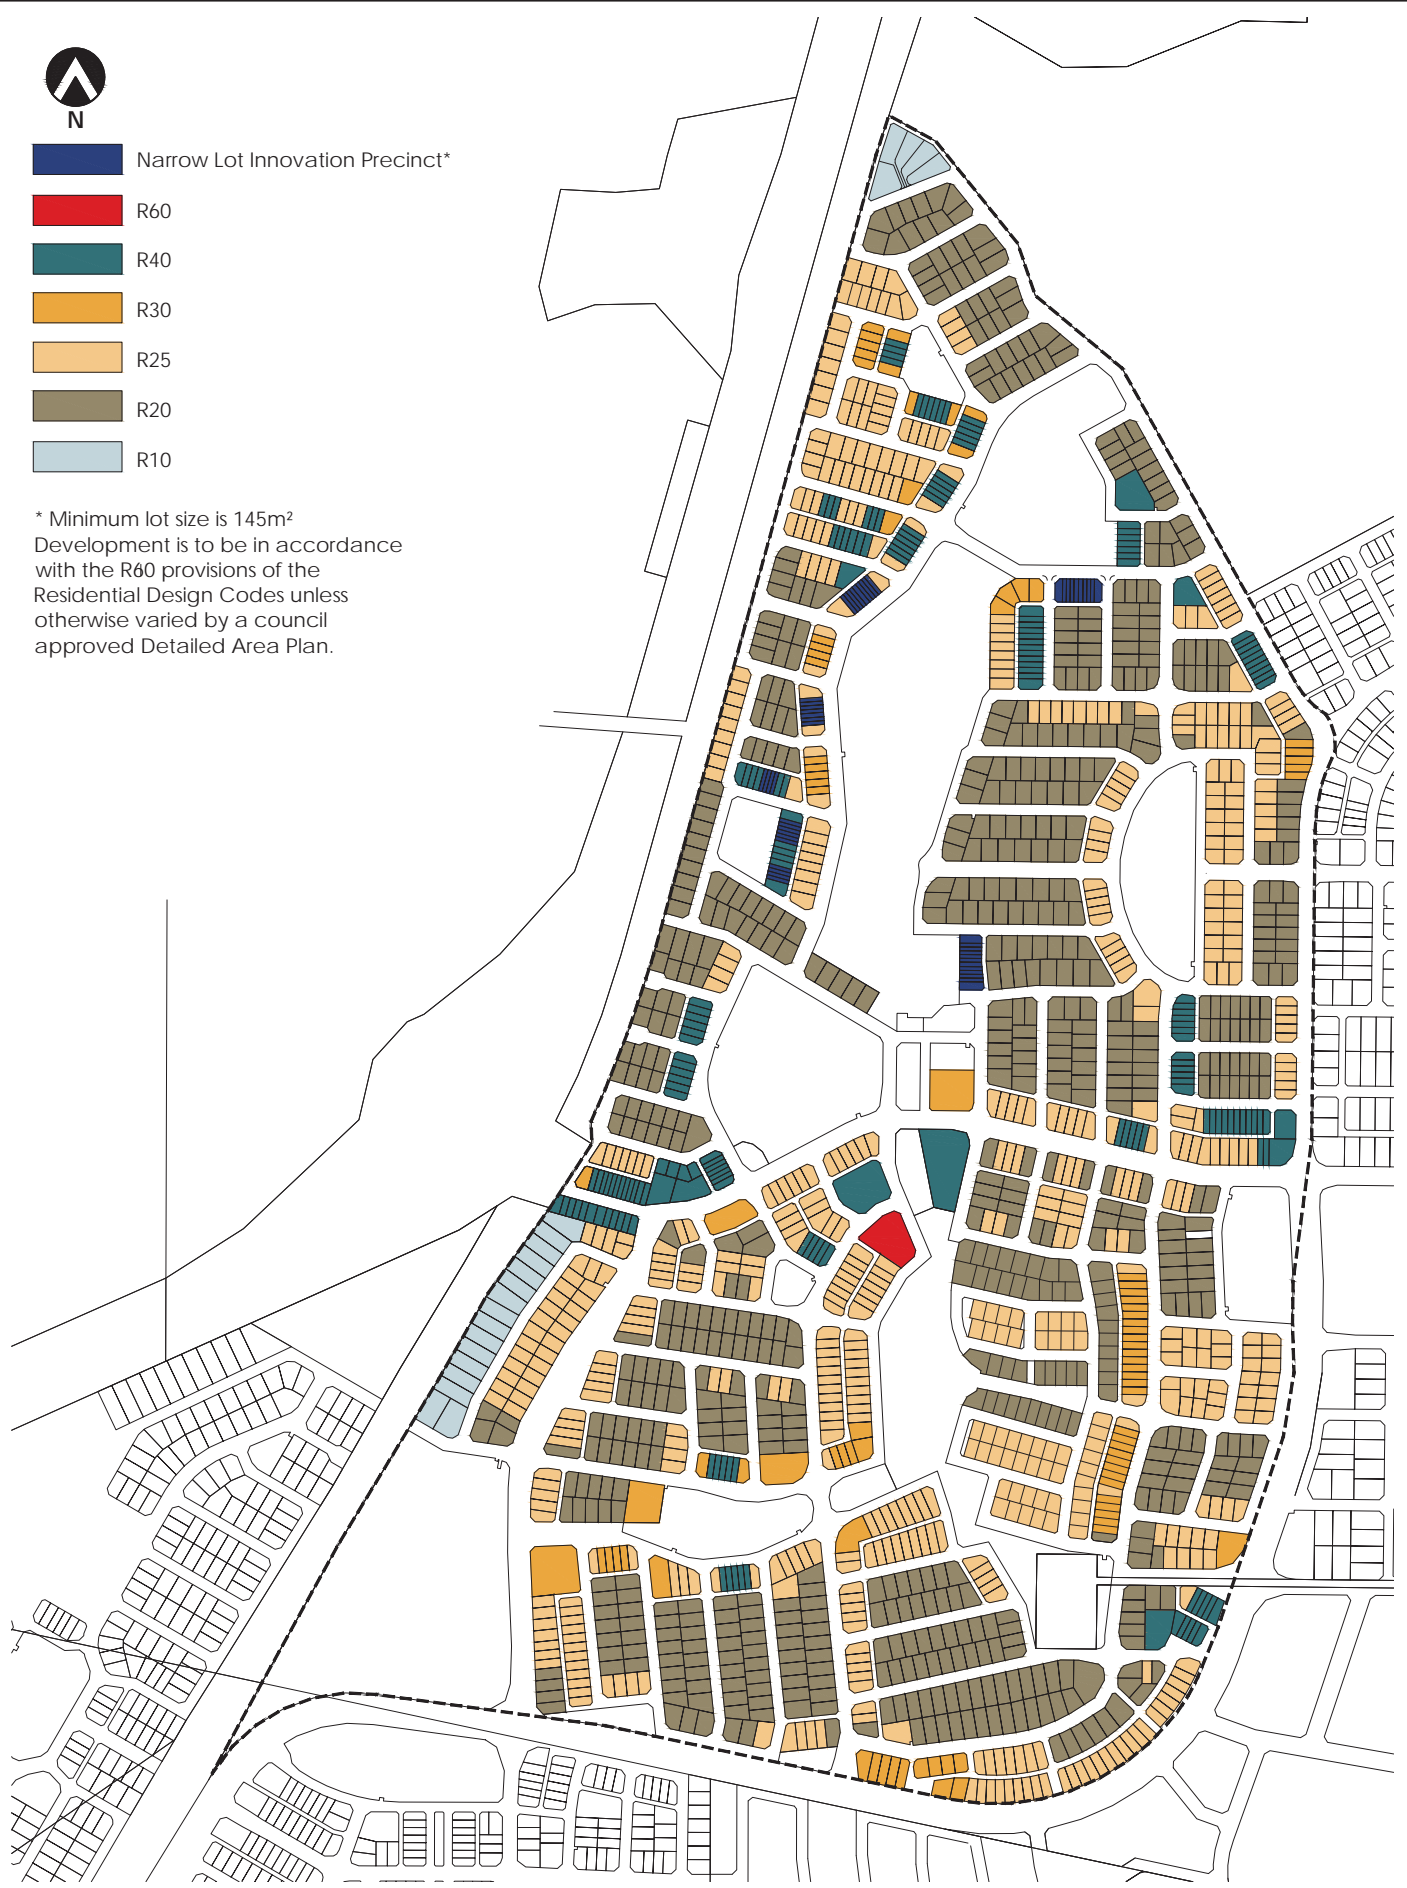 N
Narrow Lot Innovation Precinct*
R60
R40
R30
R25
R20
R10
* Minimum lot size is 145m²
Development is to be in accordance
with the R60 provisions of the
Residential Design Codes unless
otherwise varied by a council
approved Detailed Area Plan.